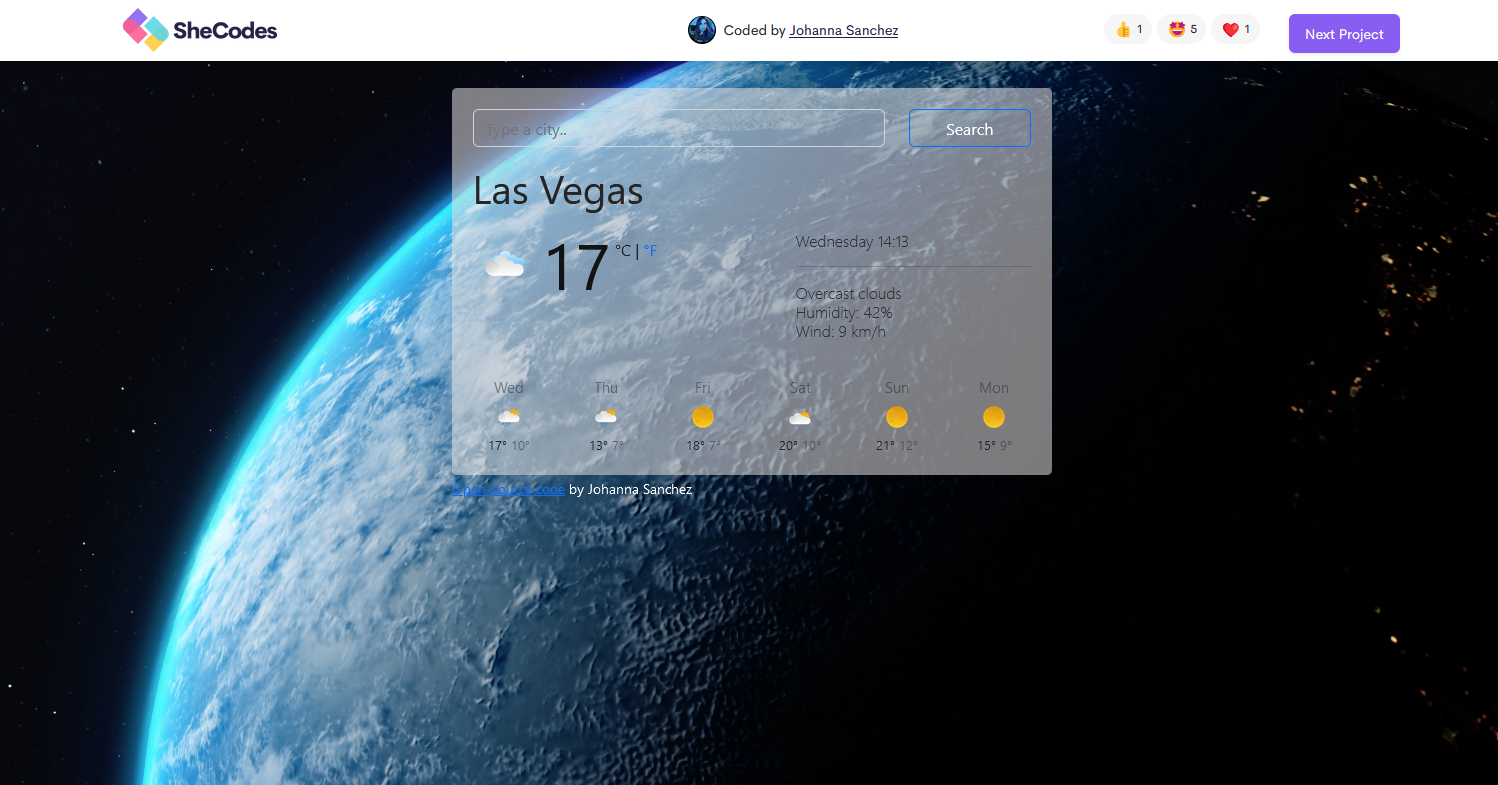 SheCodes
Coded by Johanna Sanchez
👍 1 🤩 5 ❤️ 1
Next Project
Type a city..
Search
Las Vegas
17 °C | °F
Wednesday 14:13
Overcast clouds
Humidity: 42%
Wind: 9 km/h
Wed Thu Fri Sat Sun Mon
17° 10° 13° 7° 18° 7° 20° 10° 21° 12° 15° 9°
Open-source code by Johanna Sanchez